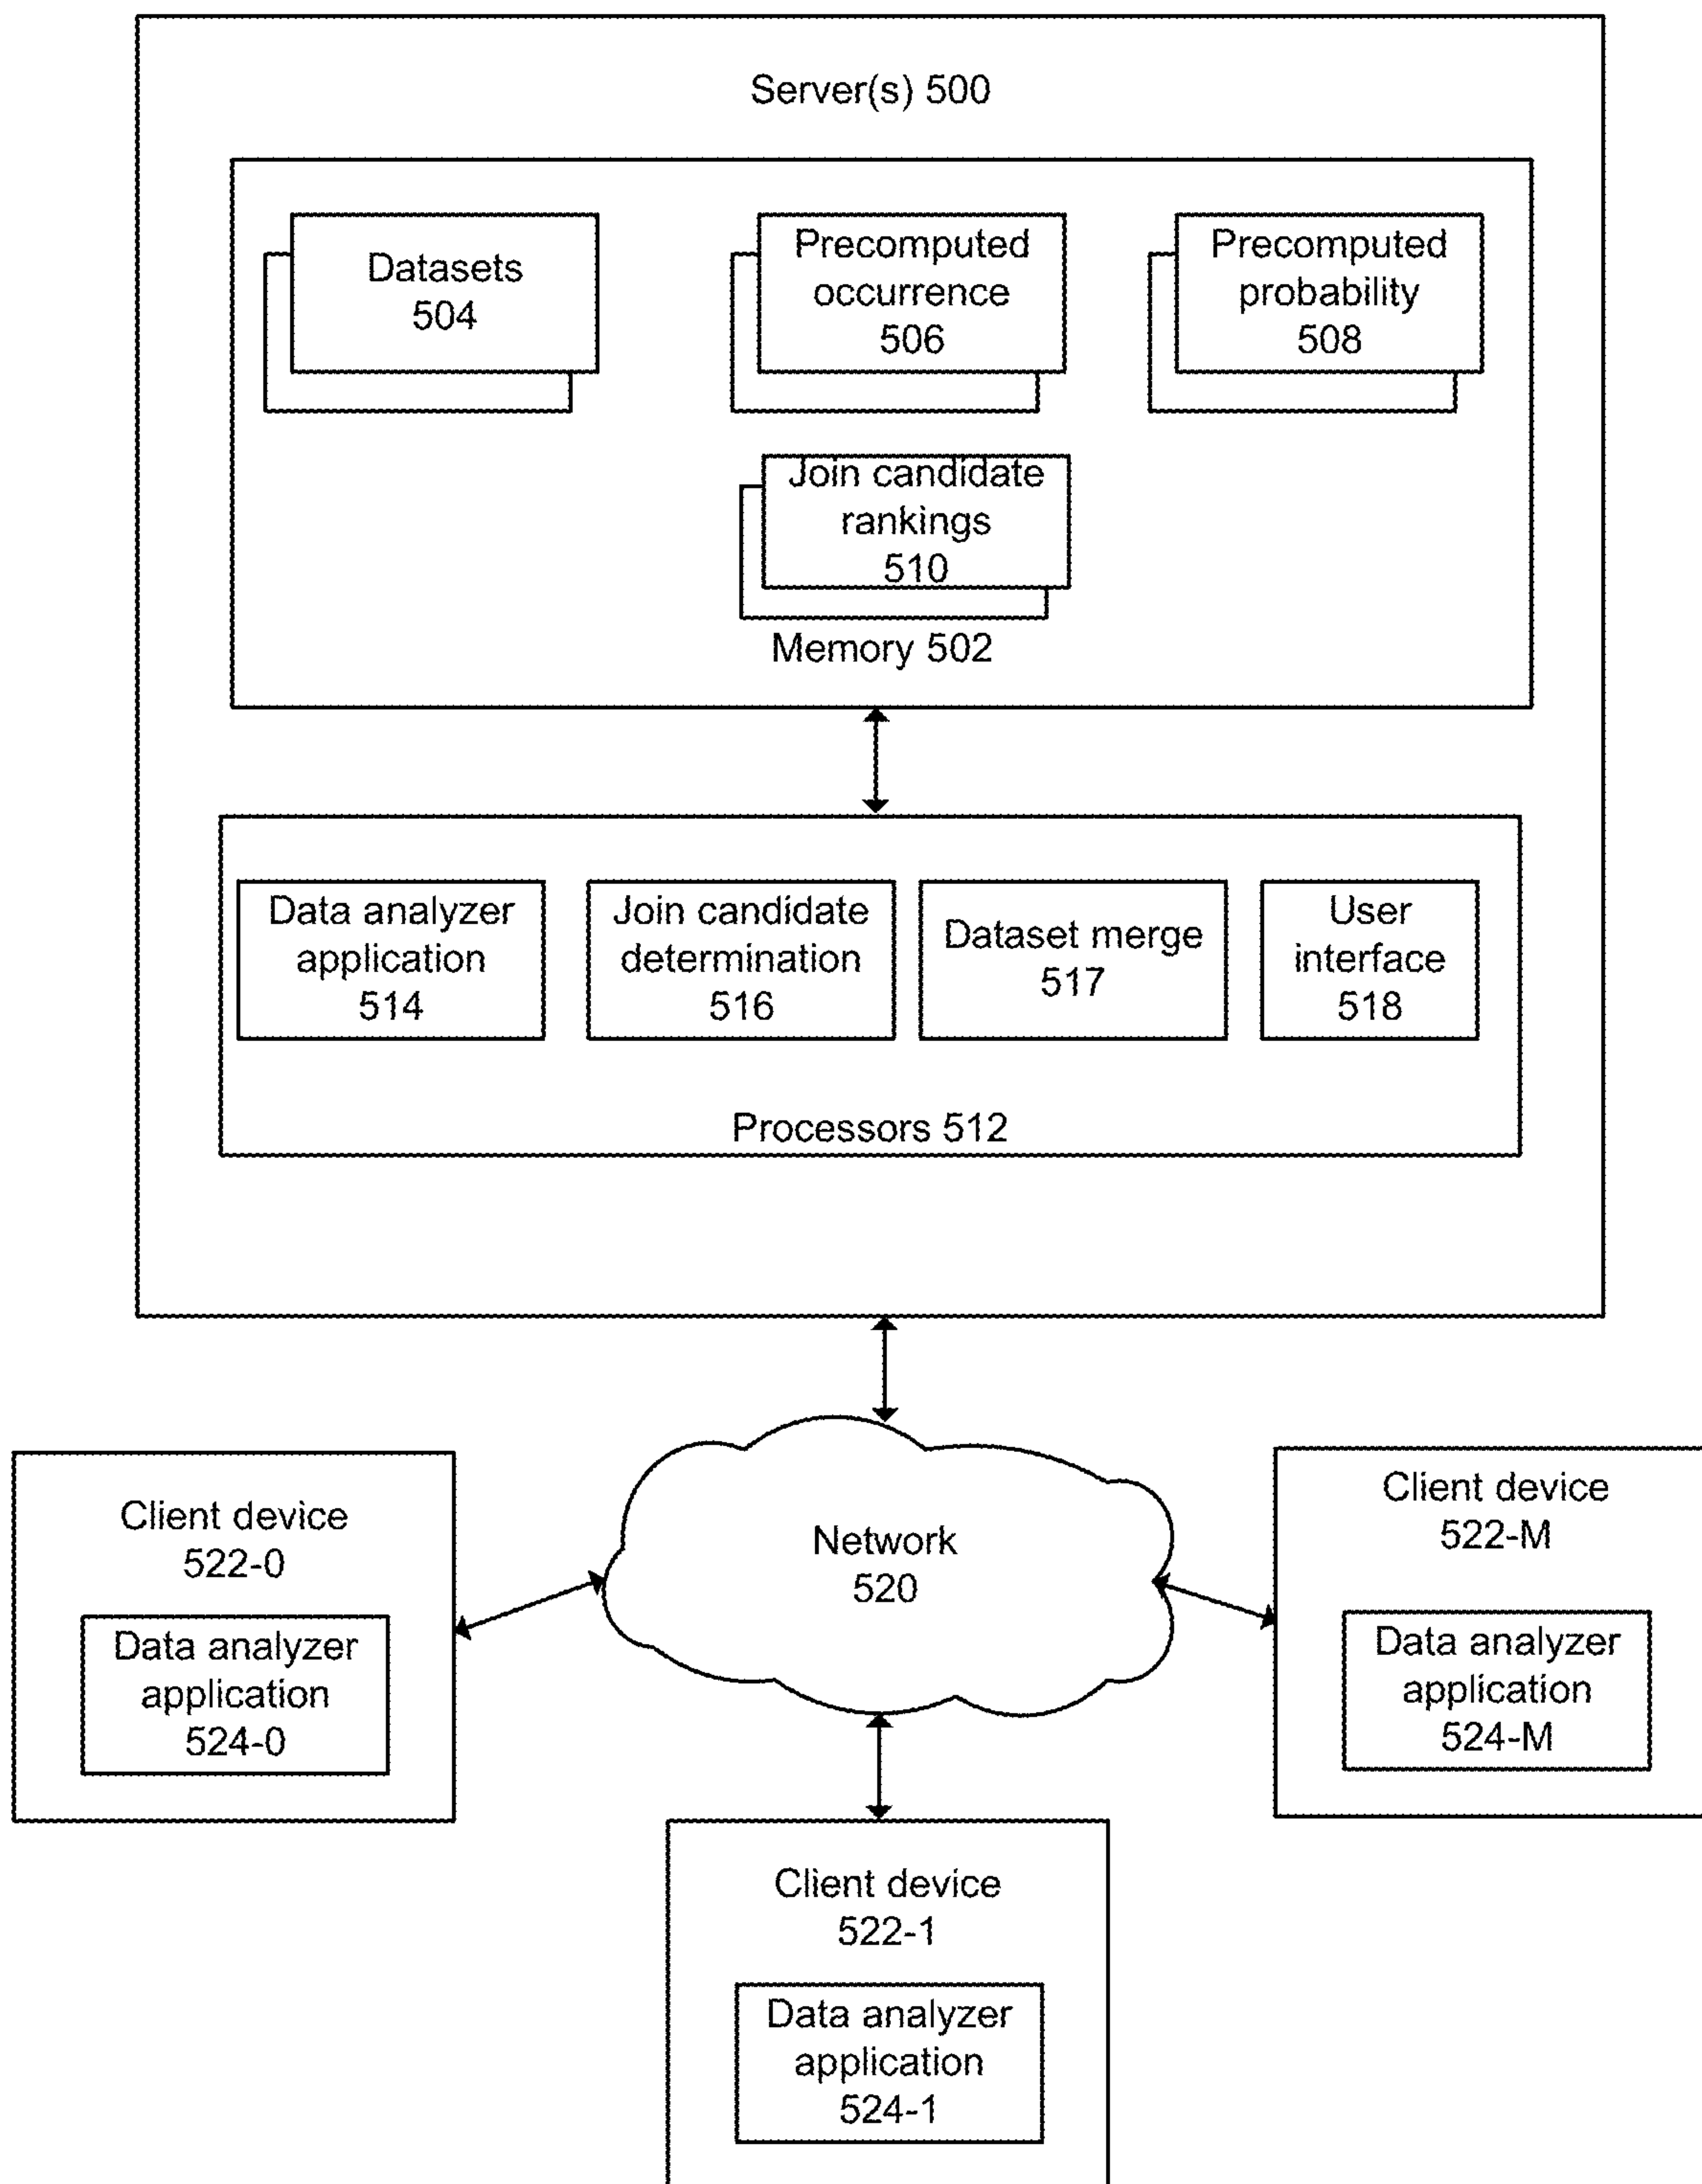 Server(s) 500
Datasets
504
Precomputed
occurrence
506
Precomputed
probability
508
Join candidate
rankings
510
Memory 502
Data analyzer
application
514
Join candidate
determination
516
Dataset merge
517
User
interface
518
Processors 512
Network
520
Client device
522-0
Data analyzer
application
524-0
Client device
522-M
Data analyzer
application
524-M
Client device
522-1
Data analyzer
application
524-1